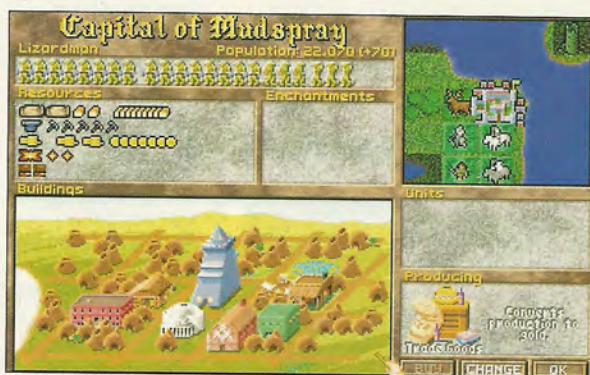 Capital of Mudspray
Lizardman
Population: 22,070 (+70)
Resources
Enchantments
Units
Buildings
Producing
Converts
production to
gold.
Trade Goods
BUY
CHANGE
OK